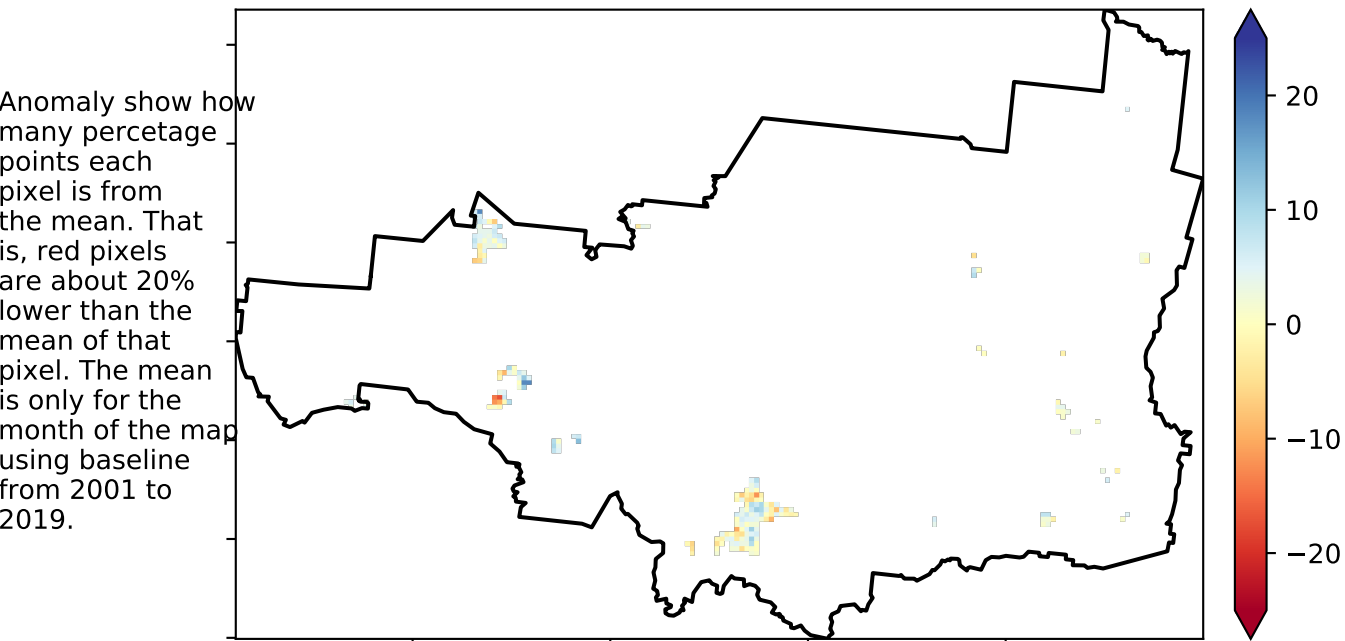 Anomaly show how
many percetage
points each
pixel is from
the mean. That
is, red pixels
are about 20%
lower than the
mean of that
pixel. The mean
is only for the
month of the map
using baseline
from 2001 to
2019.
20
10
0
−10
−20